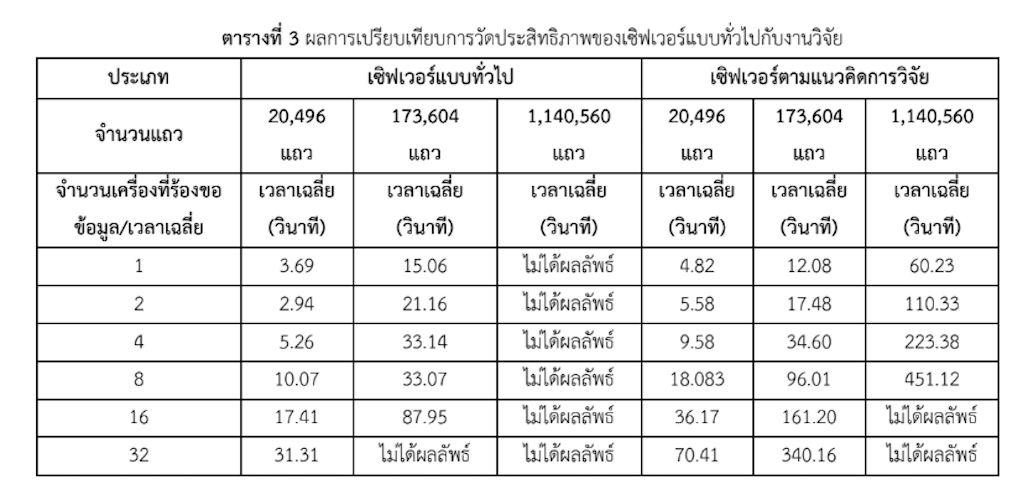 ตารางที่ 3 ผลการเปรียบเทียบการวัดประสิทธิภาพของเซิฟเวอร์แบบทั่วไปกับงานวิจัย
ประเภท เซิฟเวอร์แบบทั่วไป เซิฟเวอร์ตามแนวคิดการวิจัย
จำนวนแถว 20,496 แถว 173,604 แถว 1,140,560 แถว 20,496 แถว 173,604 แถว 1,140,560 แถว
จำนวนเครื่องที่ร้องขอ เวลาเฉลี่ย เวลาเฉลี่ย เวลาเฉลี่ย เวลาเฉลี่ย เวลาเฉลี่ย เวลาเฉลี่ย
ข้อมูล/เวลาเฉลี่ย (วินาที) (วินาที) (วินาที) (วินาที) (วินาที) (วินาที)
1 3.69 15.06 ไม่ได้ผลลัพธ์ 4.82 12.08 60.23
2 2.94 21.16 ไม่ได้ผลลัพธ์ 5.58 17.48 110.33
4 5.26 33.14 ไม่ได้ผลลัพธ์ 9.58 34.60 223.38
8 10.07 33.07 ไม่ได้ผลลัพธ์ 18.083 96.01 451.12
16 17.41 87.95 ไม่ได้ผลลัพธ์ 36.17 161.20 ไม่ได้ผลลัพธ์
32 31.31 ไม่ได้ผลลัพธ์ ไม่ได้ผลลัพธ์ 70.41 340.16 ไม่ได้ผลลัพธ์